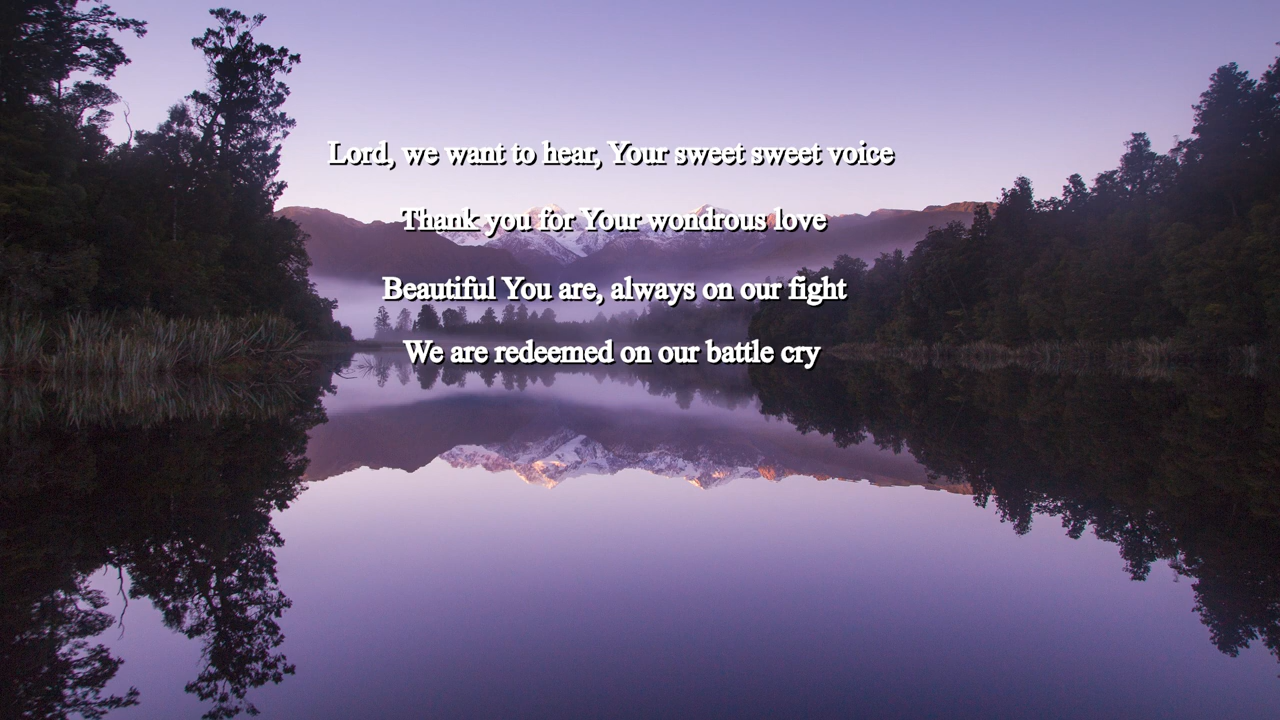 Lord, we want to hear, Your sweet sweet voice
Thank you for Your wondrous love
Beautiful You are, always on our fight
We are redeemed on our battle cry